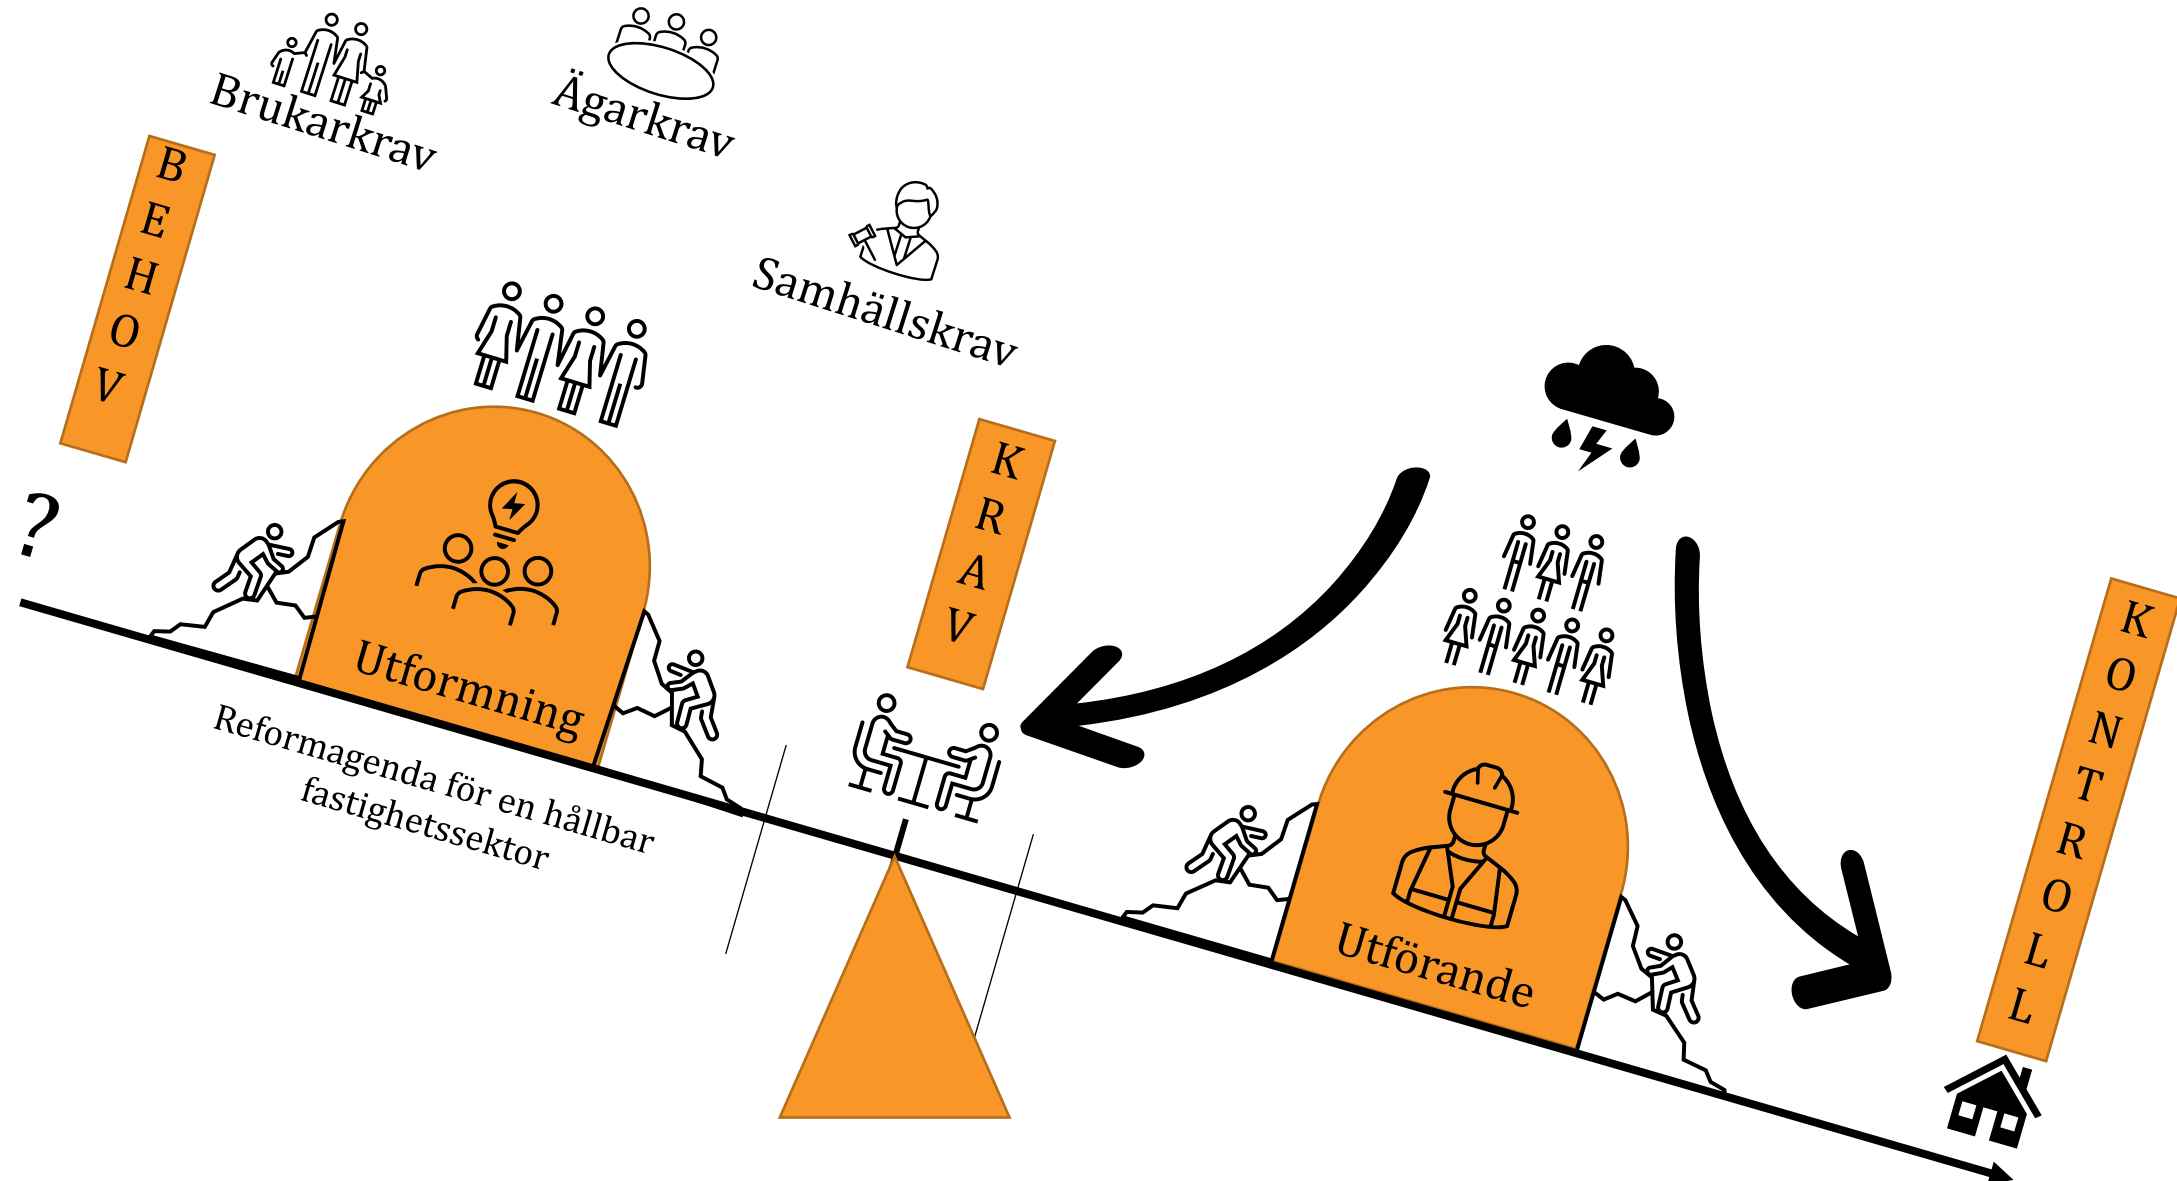 Brukarkrav
Ägarkrav
Samhällskrav
BEHOV
?
Utformning
Reformagenda för en hållbar
fastighetssektor
KRAV
Utförande
KONTROLL